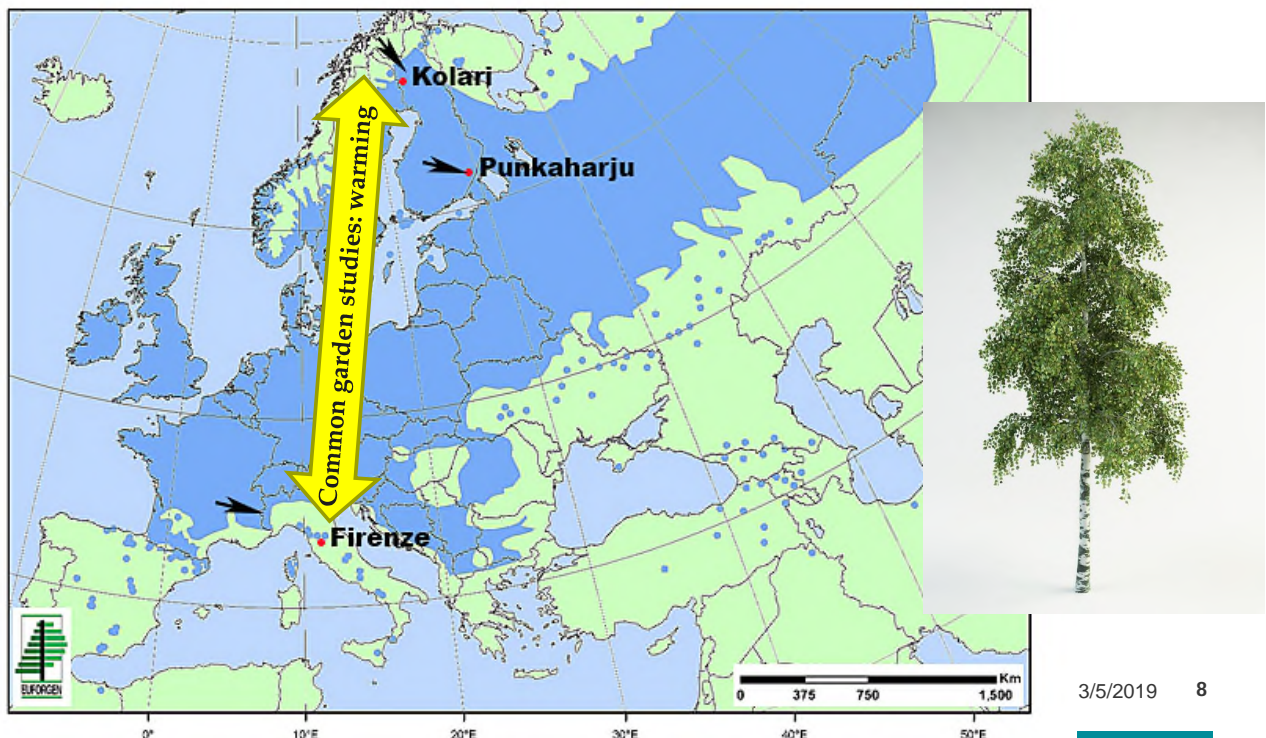 Kolari
Punkaharju
Common garden studies: warming
Firenze
EUFORGEN
Km
0 375 750 1,500
3/5/2019 8
0° 10°E 20°E 30°E 40°E 50°E